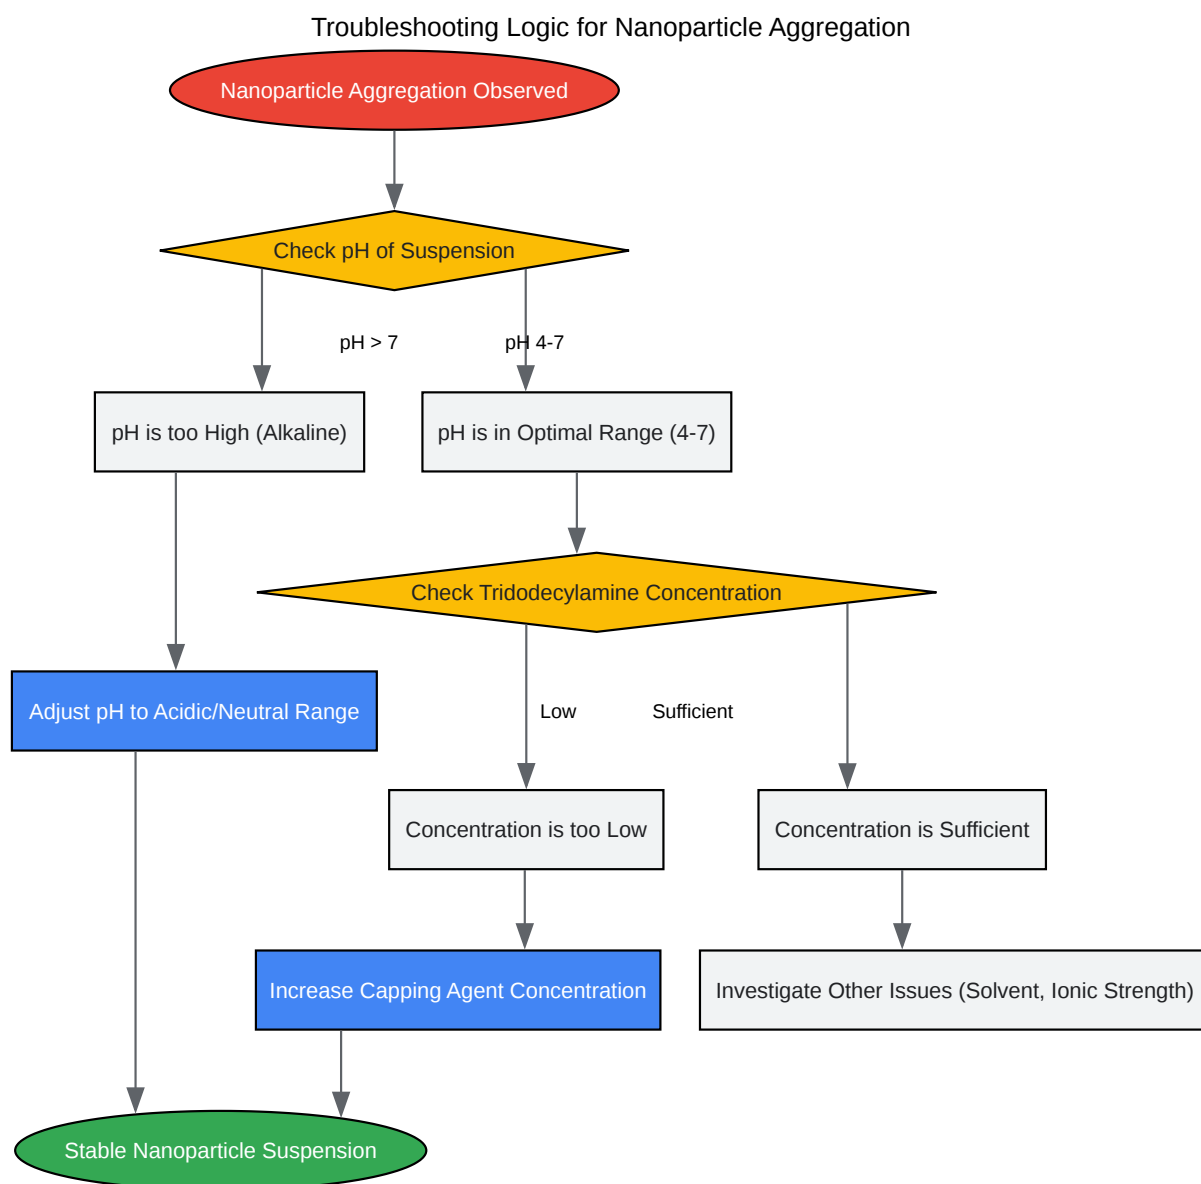 Troubleshooting Logic for Nanoparticle Aggregation
Nanoparticle Aggregation Observed
Check pH of Suspension
pH > 7
pH 4-7
pH is too High (Alkaline)
pH is in Optimal Range (4-7)
Check Tridodecylamine Concentration
Adjust pH to Acidic/Neutral Range
Low
Sufficient
Concentration is too Low
Concentration is Sufficient
Increase Capping Agent Concentration
Investigate Other Issues (Solvent, Ionic Strength)
Stable Nanoparticle Suspension